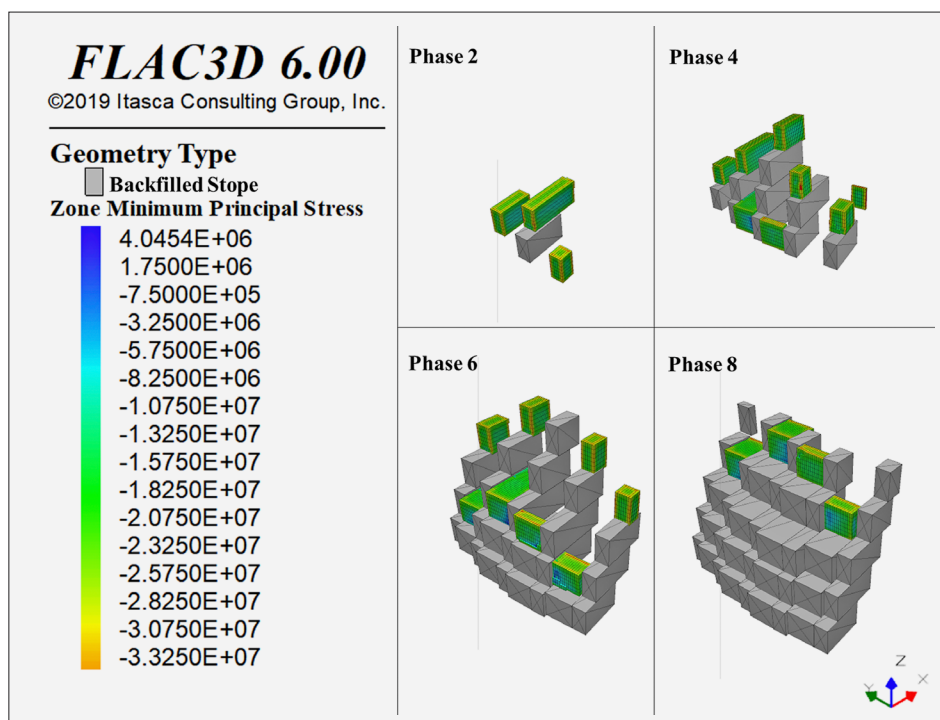 FLAC3D 6.00
©2019 Itasca Consulting Group, Inc.
Geometry Type
Backfilled Stope
Zone Minimum Principal Stress
4.0454E+06
1.7500E+06
-7.5000E+05
-3.2500E+06
-5.7500E+06
-8.2500E+06
-1.0750E+07
-1.3250E+07
-1.5750E+07
-1.8250E+07
-2.0750E+07
-2.3250E+07
-2.5750E+07
-2.8250E+07
-3.0750E+07
-3.3250E+07
Phase 2
Phase 4
Phase 6
Phase 8
Z
Y
X